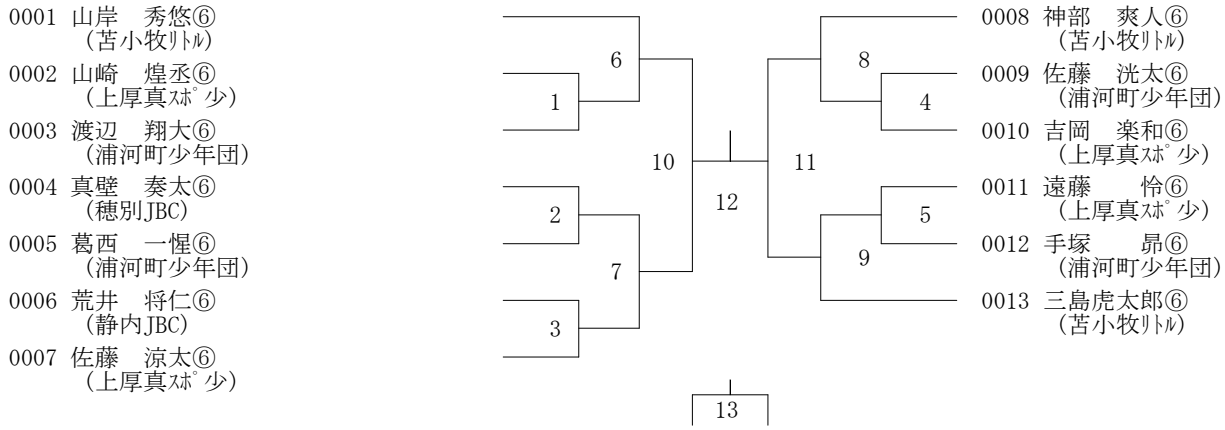 0001 山岸　秀悠⑥
(苫小牧ﾘﾄﾙ)
0002 山崎　煌丞⑥
(上厚真ｽﾎﾟ少)
0003 渡辺　翔大⑥
(浦河町少年団)
0004 真壁　奏太⑥
(穂別JBC)
0005 葛西　一惺⑥
(浦河町少年団)
0006 荒井　将仁⑥
(静内JBC)
0007 佐藤　涼太⑥
(上厚真ｽﾎﾟ少)
6
1
10
2
7
3
12
13
8
4
11
5
9
0008 神部　爽人⑥
(苫小牧ﾘﾄﾙ)
0009 佐藤　洸太⑥
(浦河町少年団)
0010 吉岡　楽和⑥
(上厚真ｽﾎﾟ少)
0011 遠藤　　怜⑥
(上厚真ｽﾎﾟ少)
0012 手塚　　昴⑥
(浦河町少年団)
0013 三島虎太郎⑥
(苫小牧ﾘﾄﾙ)